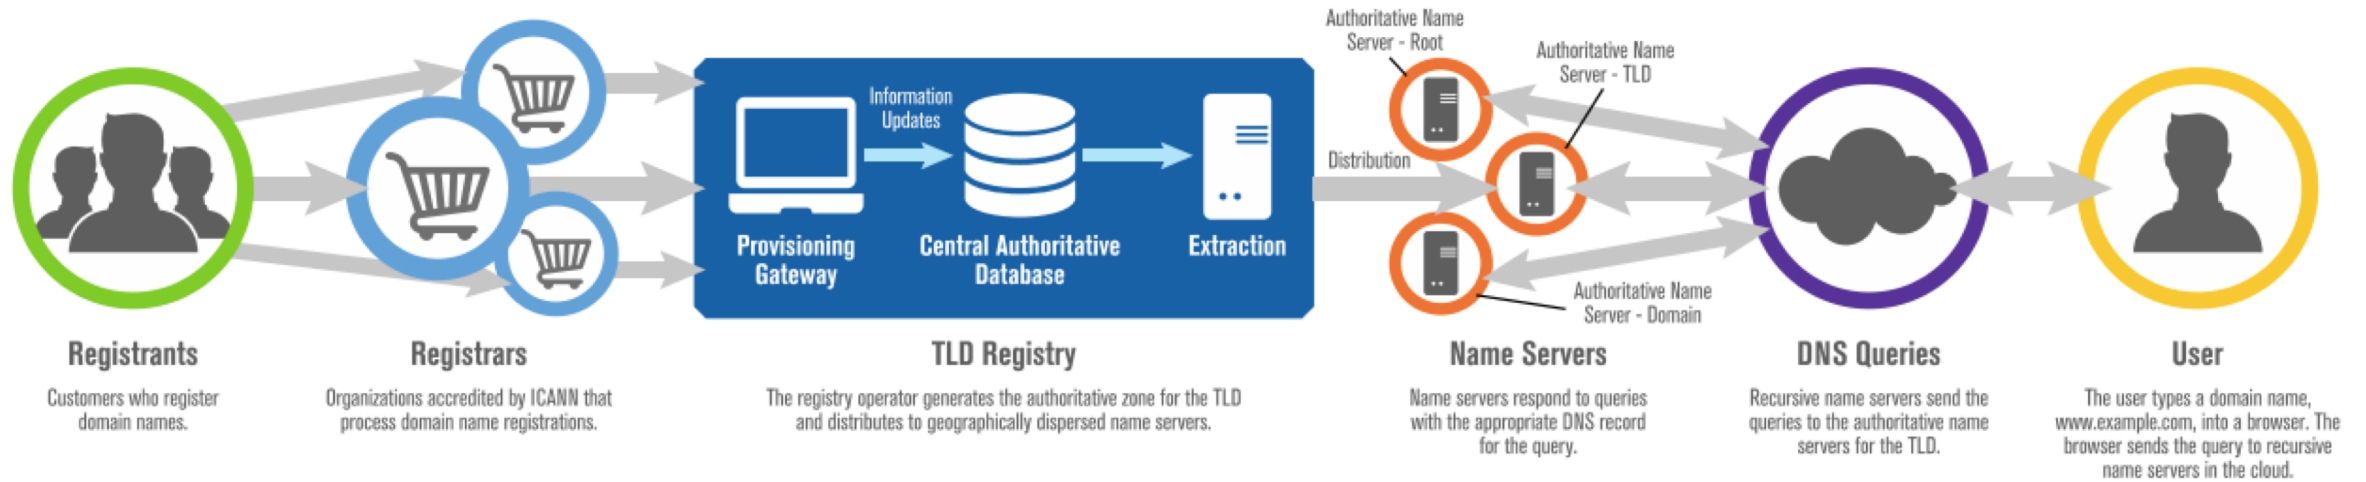 Authoritative Name
Server - Root
Authoritative Name
Server - TLD
Information
Updates
Distribution
Provisioning
Gateway
Central Authoritative
Database
Extraction
Authoritative Name
Server - Domain
Registrants
Customers who register
domain names.
Registrars
Organizations accredited by ICANN that
process domain name registrations.
TLD Registry
The registry operator generates the authoritative zone for the TLD
and distributes to geographically dispersed name servers.
Name Servers
Name servers respond to queries
with the appropriate DNS record
for the query.
DNS Queries
Recursive name servers send the
queries to the authoritative name
servers for the TLD.
User
The user types a domain name,
www.example.com, into a browser. The
browser sends the query to recursive
name servers in the cloud.